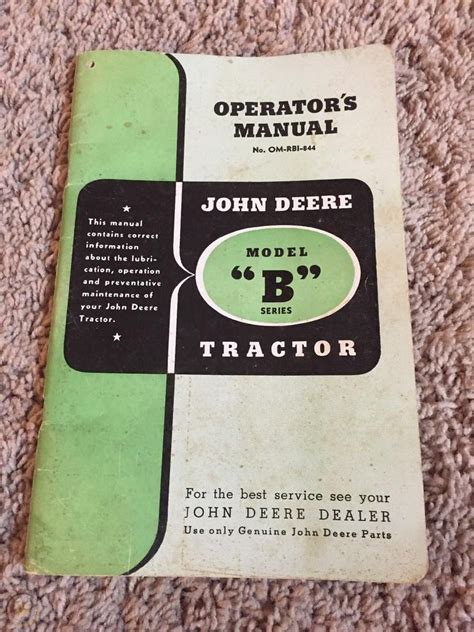 OPERATOR'S
MANUAL
No. OM-RBI-844
★
This manual
contains correct
information
about the lubri-
cation, operation
and preventative
maintenance of
your John Deere
Tractor.
★
JOHN DEERE
MODEL
"B"
SERIES
TRACTOR
For the best service see your
JOHN DEERE DEALER
Use only Genuine John Deere Parts